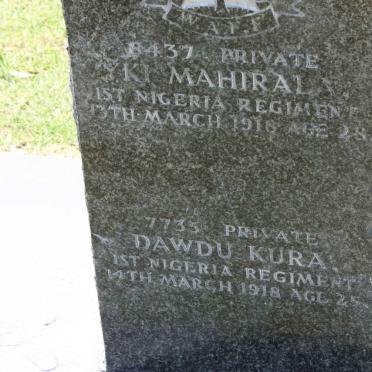 W.A.F.F.
6437 PRIVATE
KI MAHIRALA
1ST NIGERIA REGIMENT
13TH MARCH 1918 AGE 28
7735 PRIVATE
DAWDU KURA
1ST NIGERIA REGIMENT
14TH MARCH 1918 AGE 25